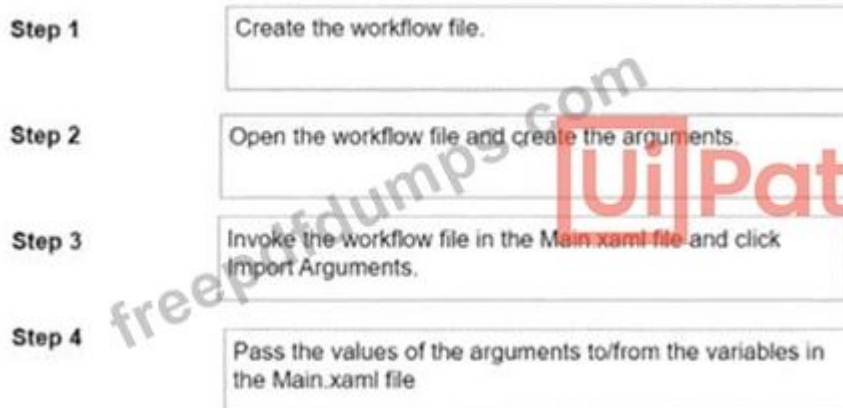 Step 1
Create the workflow file.
Step 2
Open the workflow file and create the arguments.
Step 3
Invoke the workflow file in the Main.xaml file and click
Import Arguments.
Step 4
Pass the values of the arguments to/from the variables in
the Main.xaml file
freepdfdumps.com
UiPat